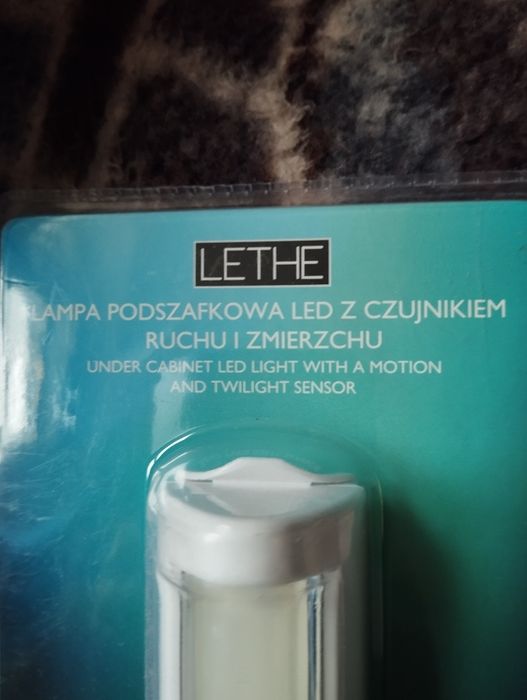 LETHE
LAMPA PODSZAFKOWA LED Z CZUJNIKIEM
RUCHU I ZMIERZCHU
UNDER CABINET LED LIGHT WITH A MOTION
AND TWILIGHT SENSOR